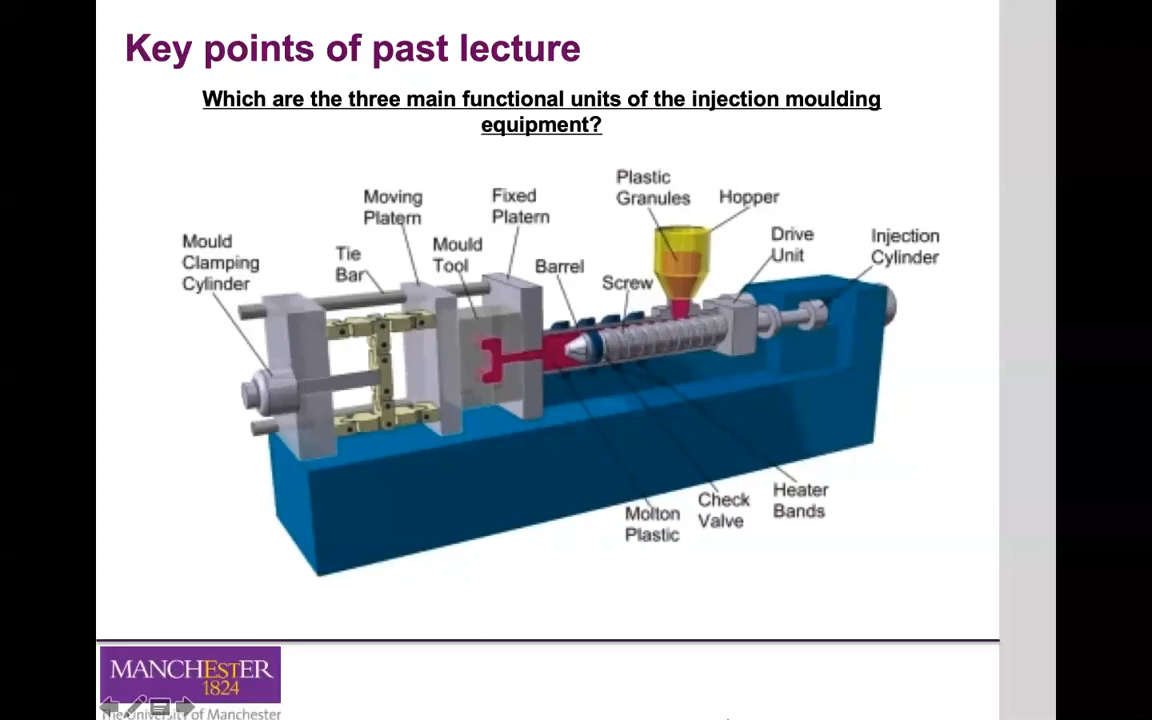 Key points of past lecture
Which are the three main functional units of the injection moulding
equipment?
Plastic
Granules
Hopper
Moving
Platern
Fixed
Platern
Mould
Clamping
Cylinder
Tie
Bar
Mould
Tool
Barrel
Screw
Drive
Unit
Injection
Cylinder
Molton
Plastic
Check
Valve
Heater
Bands
MANCHESTER
1824
The University of Manchester